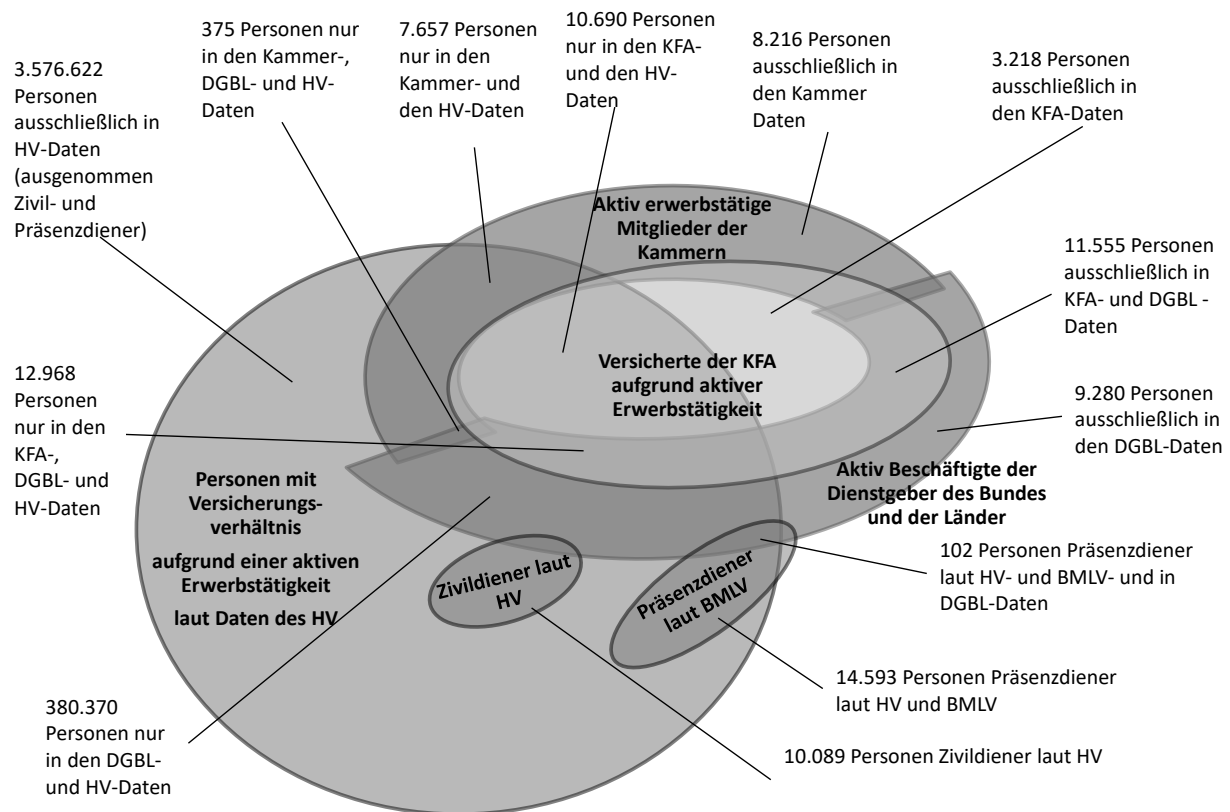 3.576.622
Personen
ausschließlich in
HV-Daten
(ausgenommen
Zivil- und
Präsenzdiener)
375 Personen nur
in den Kammer-,
DGBL- und HV-
Daten
7.657 Personen
nur in den
Kammer- und
den HV-Daten
10.690 Personen
nur in den KFA-
und den HV-
Daten
8.216 Personen
ausschließlich in
den Kammer
Daten
3.218 Personen
ausschließlich in
den KFA-Daten
Aktiv erwerbstätige
Mitglieder der
Kammern
11.555 Personen
ausschließlich in
KFA- und DGBL -
Daten
Versicherte der KFA
aufgrund aktiver
Erwerbstätigkeit
12.968
Personen
nur in den
KFA-,
DGBL- und
HV-Daten
9.280 Personen
ausschließlich in
den DGBL-Daten
Personen mit
Versicherungs-
verhältnis
aufgrund einer aktiven
Erwerbstätigkeit
laut Daten des HV
Aktiv Beschäftigte der
Dienstgeber des Bundes
und der Länder
Zivildiener laut
HV
Präsenzdiener
laut BMLV
102 Personen Präsenzdiener
laut HV- und BMLV- und in
DGBL-Daten
14.593 Personen Präsenzdiener
laut HV und BMLV
380.370
Personen nur
in den DGBL-
und HV-Daten
10.089 Personen Zivildiener laut HV